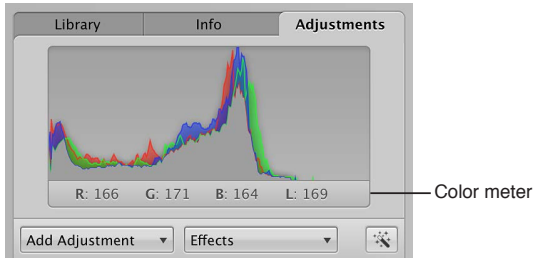 Library Info Adjustments
R: 166 G: 171 B: 164 L: 169
Color meter
Add Adjustment Effects